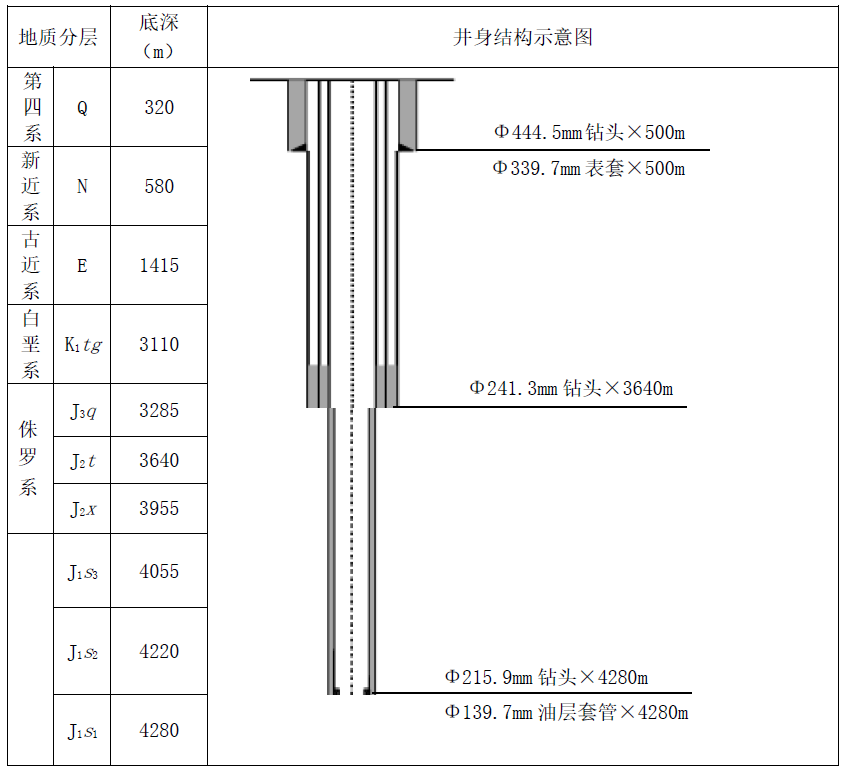 地质分层
底深
（m）
井身结构示意图
第
四
系
Q
320
新
近
系
N
580
古
近
系
E
1415
白
垩
系
K₁tg
3110
侏
罗
系
J₃q
3285
J₂t
3640
J₂x
3955
J₁s₃
4055
J₁s₂
4220
J₁s₁
4280
Φ444.5mm 钻头×500m
Φ339.7mm 表套×500m
Φ241.3mm 钻头×3640m
Φ215.9mm 钻头×4280m
Φ139.7mm 油层套管×4280m